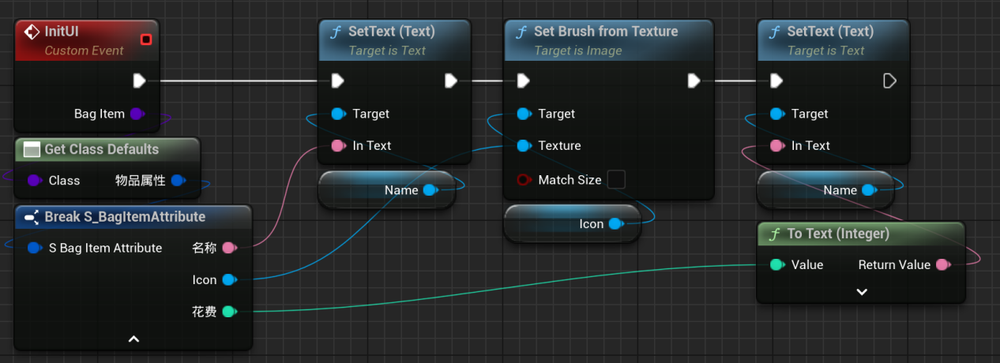 InitUI
Custom Event
Bag Item
Get Class Defaults
Class
物品属性
Break S_BagItemAttribute
S Bag Item Attribute
名称
Icon
花费
SetText (Text)
Target is Text
Target
In Text
Name
Set Brush from Texture
Target is Image
Target
Texture
Match Size
Icon
SetText (Text)
Target is Text
Target
In Text
Name
To Text (Integer)
Value
Return Value